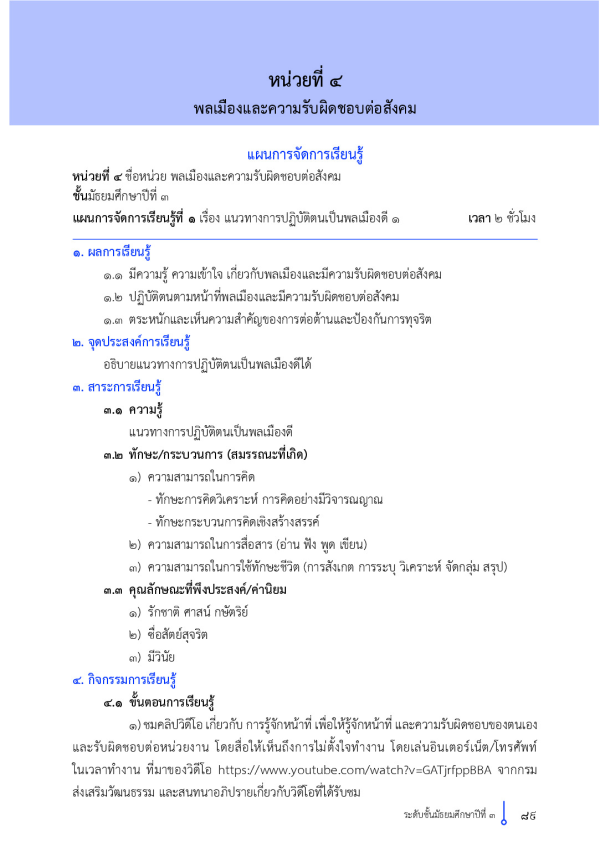 หน่วยที่ ๔
พลเมืองและความรับผิดชอบต่อสังคม
แผนการจัดการเรียนรู้
หน่วยที่ ๔ ชื่อหน่วย พลเมืองและความรับผิดชอบต่อสังคม
ชั้นมัธยมศึกษาปีที่ ๓
แผนการจัดการเรียนรู้ที่ ๑ เรื่อง แนวทางการปฏิบัติตนเป็นพลเมืองดี ๑ เวลา ๒ ชั่วโมง
๑. ผลการเรียนรู้
๑.๑ มีความรู้ ความเข้าใจ เกี่ยวกับพลเมืองและมีความรับผิดชอบต่อสังคม
๑.๒ ปฏิบัติตนตามหน้าที่พลเมืองและมีความรับผิดชอบต่อสังคม
๑.๓ ตระหนักและเห็นความสำคัญของการต่อต้านและป้องกันการทุจริต
๒. จุดประสงค์การเรียนรู้
อธิบายแนวทางการปฏิบัติตนเป็นพลเมืองดีได้
๓. สาระการเรียนรู้
๓.๑ ความรู้
แนวทางการปฏิบัติตนเป็นพลเมืองดี
๓.๒ ทักษะ/กระบวนการ (สมรรถนะที่เกิด)
๑) ความสามารถในการคิด
- ทักษะการคิดวิเคราะห์ การคิดอย่างมีวิจารณญาณ
- ทักษะกระบวนการคิดเชิงสร้างสรรค์
๒) ความสามารถในการสื่อสาร (อ่าน ฟัง พูด เขียน)
๓) ความสามารถในการใช้ทักษะชีวิต (การสังเกต การระบุ วิเคราะห์ จัดกลุ่ม สรุป)
๓.๓ คุณลักษณะที่พึงประสงค์/ค่านิยม
๑) รักชาติ ศาสน์ กษัตริย์
๒) ซื่อสัตย์สุจริต
๓) มีวินัย
๔. กิจกรรมการเรียนรู้
๔.๑ ขั้นตอนการเรียนรู้
๑) ชมคลิปวิดีโอ เกี่ยวกับ การรู้จักหน้าที่ เพื่อให้รู้จักหน้าที่ และความรับผิดชอบของตนเอง
และรับผิดชอบต่อหน่วยงาน โดยสื่อให้เห็นถึงการไม่ตั้งใจทำงาน โดยเล่นอินเตอร์เน็ต/โทรศัพท์
ในเวลาทำงาน ที่มาของวิดีโอ https://www.youtube.com/watch?v=GATjrfppBBA จากกรม
ส่งเสริมวัฒนธรรม และสนทนาอภิปรายเกี่ยวกับวิดีโอที่ได้รับชม
ระดับชั้นมัธยมศึกษาปีที่ ๓ ๘๙